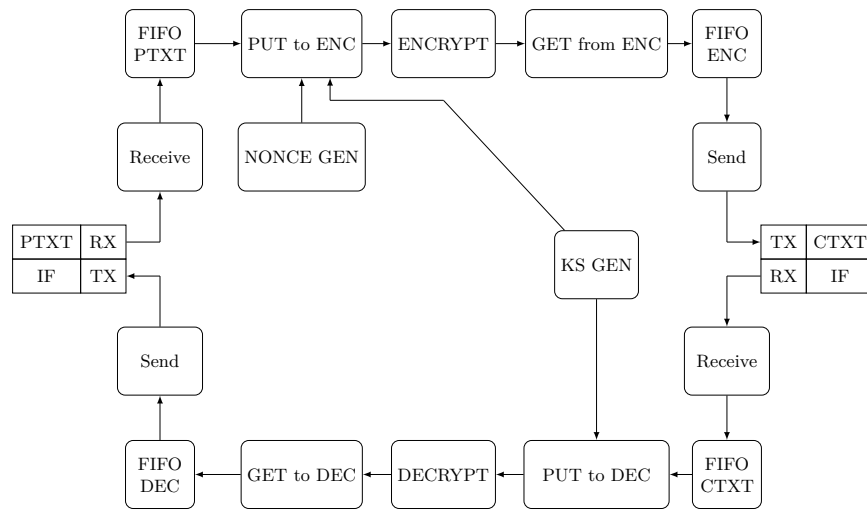 FIFO
PTXT
PUT to ENC
ENCRYPT
GET from ENC
FIFO
ENC
Receive
NONCE GEN
Send
PTXT RX
IF TX
KS GEN
TX CTXT
RX IF
Send
Receive
FIFO
DEC
GET to DEC
DECRYPT
PUT to DEC
FIFO
CTXT